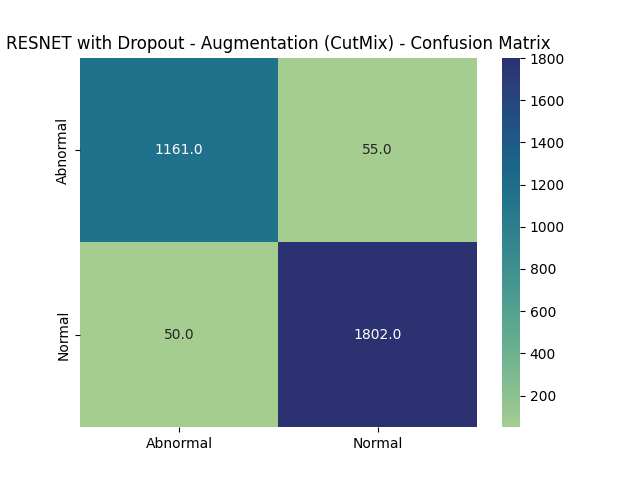 RESNET with Dropout - Augmentation (CutMix) - Confusion Matrix
Abnormal
1161.0
55.0
Normal
50.0
1802.0
Abnormal
Normal
1800
1600
1400
1200
1000
800
600
400
200